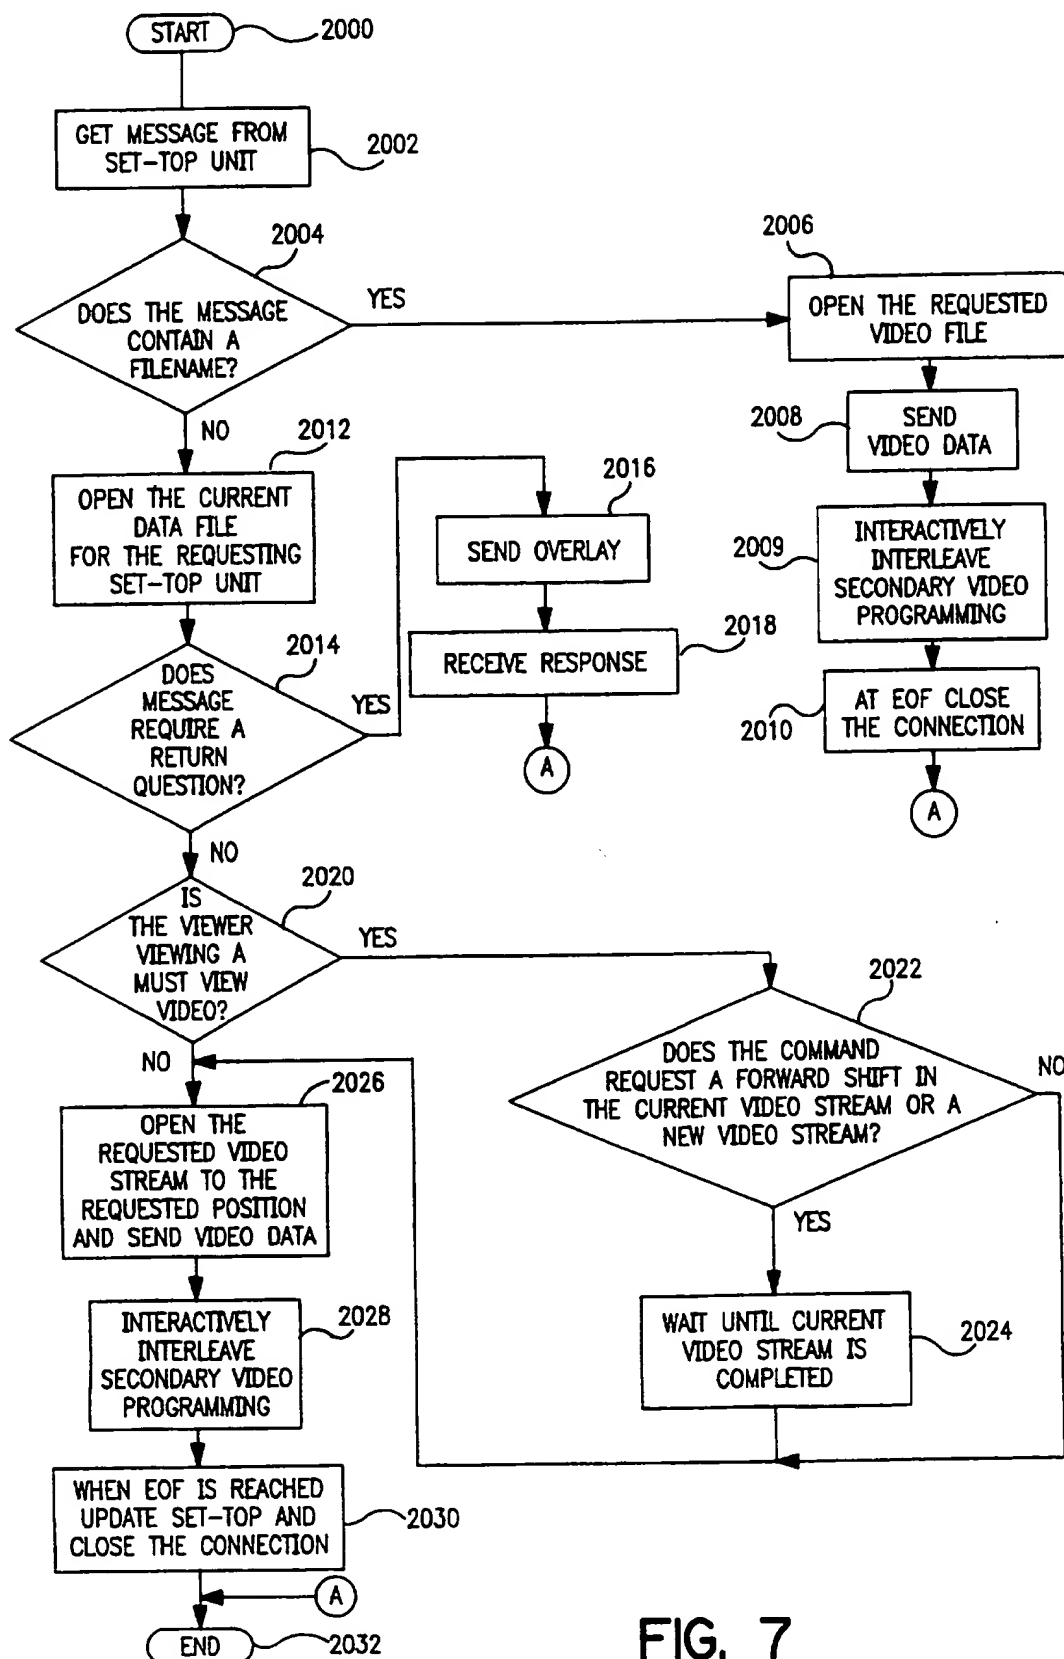 START
2000
GET MESSAGE FROM
SET-TOP UNIT
2002
2004
DOES THE MESSAGE
CONTAIN A
FILENAME?
YES
NO
2006
OPEN THE REQUESTED
VIDEO FILE
2008
SEND
VIDEO DATA
2009
INTERACTIVELY
INTERLEAVE
SECONDARY VIDEO
PROGRAMMING
2010
AT EOF CLOSE
THE CONNECTION
A
2012
OPEN THE CURRENT
DATA FILE
FOR THE REQUESTING
SET-TOP UNIT
2014
DOES
MESSAGE
REQUIRE A
RETURN
QUESTION?
YES
NO
2016
SEND OVERLAY
2018
RECEIVE RESPONSE
A
2020
IS
THE VIEWER
VIEWING A
MUST VIEW
VIDEO?
YES
NO
2022
DOES THE COMMAND
REQUEST A FORWARD SHIFT IN
THE CURRENT VIDEO STREAM OR A
NEW VIDEO STREAM?
NO
YES
2024
WAIT UNTIL CURRENT
VIDEO STREAM IS
COMPLETED
2026
OPEN THE
REQUESTED VIDEO
STREAM TO THE
REQUESTED POSITION
AND SEND VIDEO DATA
2028
INTERACTIVELY
INTERLEAVE
SECONDARY VIDEO
PROGRAMMING
2030
WHEN EOF IS REACHED
UPDATE SET-TOP AND
CLOSE THE CONNECTION
A
END
2032
FIG. 7